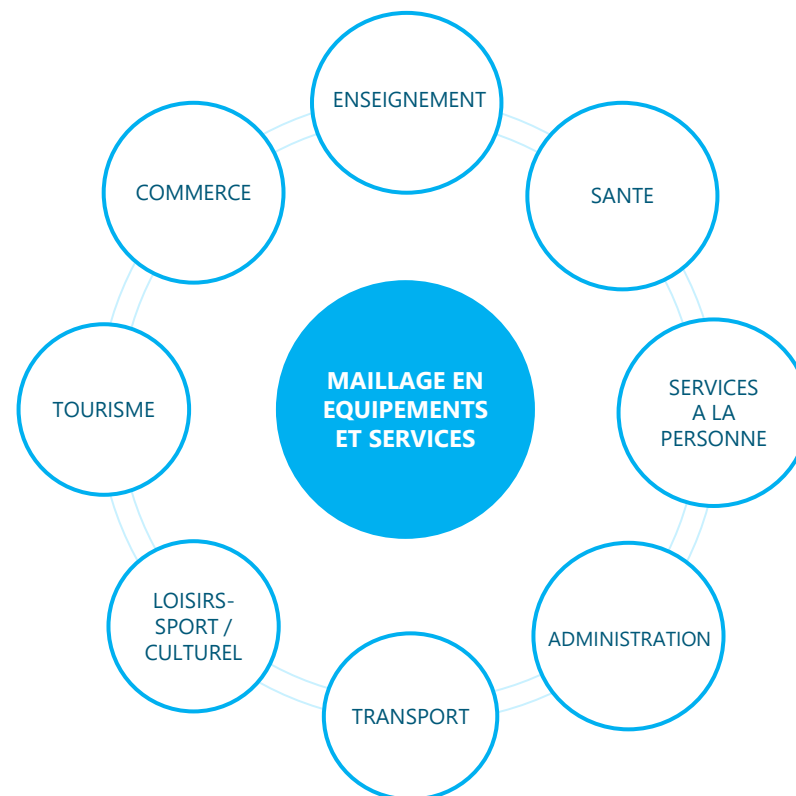 ENSEIGNEMENT
SANTE
SERVICES
A LA
PERSONNE
ADMINISTRATION
TRANSPORT
LOISIRS-
SPORT /
CULTUREL
TOURISME
COMMERCE
MAILLAGE EN
EQUIPEMENTS
ET SERVICES